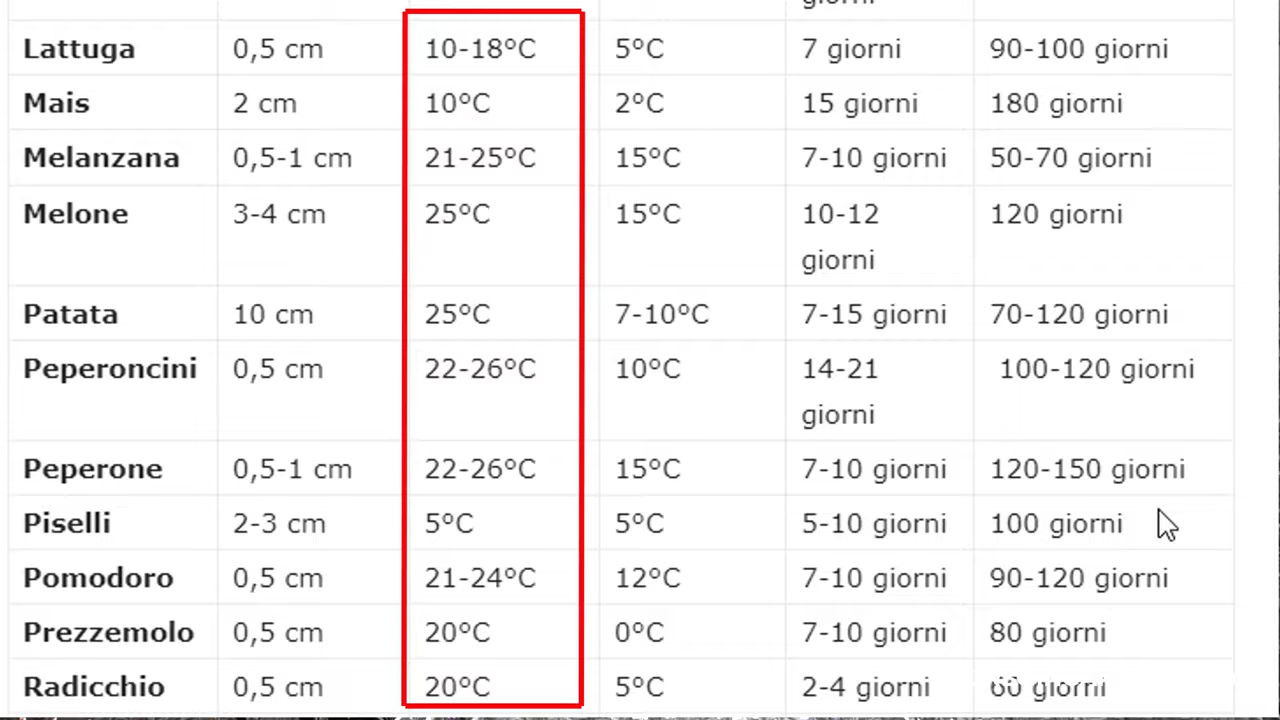 giorni
Lattuga 0,5 cm 10-18°C 5°C 7 giorni 90-100 giorni
Mais 2 cm 10°C 2°C 15 giorni 180 giorni
Melanzana 0,5-1 cm 21-25°C 15°C 7-10 giorni 50-70 giorni
Melone 3-4 cm 25°C 15°C 10-12 120 giorni
giorni
Patata 10 cm 25°C 7-10°C 7-15 giorni 70-120 giorni
Peperoncini 0,5 cm 22-26°C 10°C 14-21 100-120 giorni
giorni
Peperone 0,5-1 cm 22-26°C 15°C 7-10 giorni 120-150 giorni
Piselli 2-3 cm 5°C 5°C 5-10 giorni 100 giorni
Pomodoro 0,5 cm 21-24°C 12°C 7-10 giorni 90-120 giorni
Prezzemolo 0,5 cm 20°C 0°C 7-10 giorni 80 giorni
Radicchio 0,5 cm 20°C 5°C 2-4 giorni 60 giorni